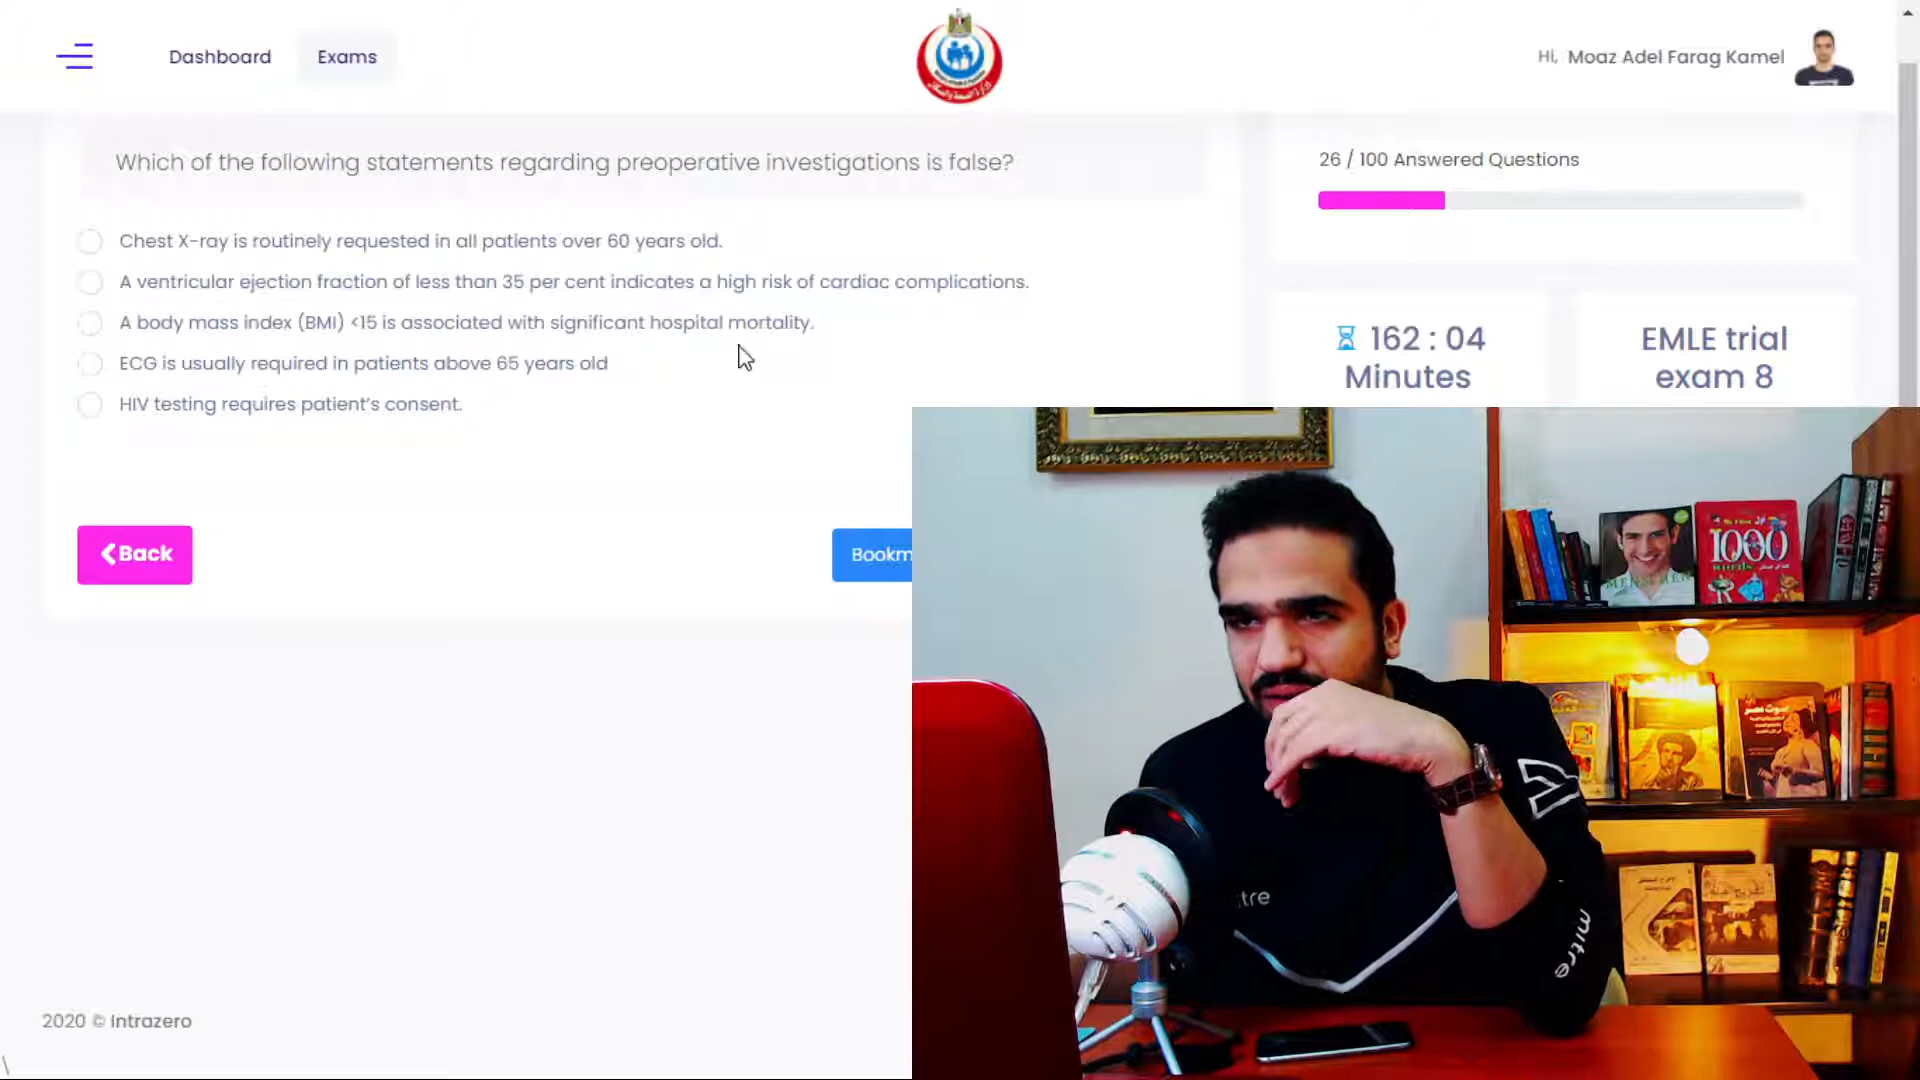 Dashboard
Exams
Hi, Moaz Adel Farag Kamel
Which of the following statements regarding preoperative investigations is false?
Chest X-ray is routinely requested in all patients over 60 years old.
A ventricular ejection fraction of less than 35 per cent indicates a high risk of cardiac complications.
A body mass index (BMI) <15 is associated with significant hospital mortality.
ECG is usually required in patients above 65 years old
HIV testing requires patient's consent.
26 / 100 Answered Questions
162 : 04
Minutes
EMLE trial
exam 8
Back
Bookm
MENSCHEN
1000
words
tre
mitre
2020 © Intrazero
\